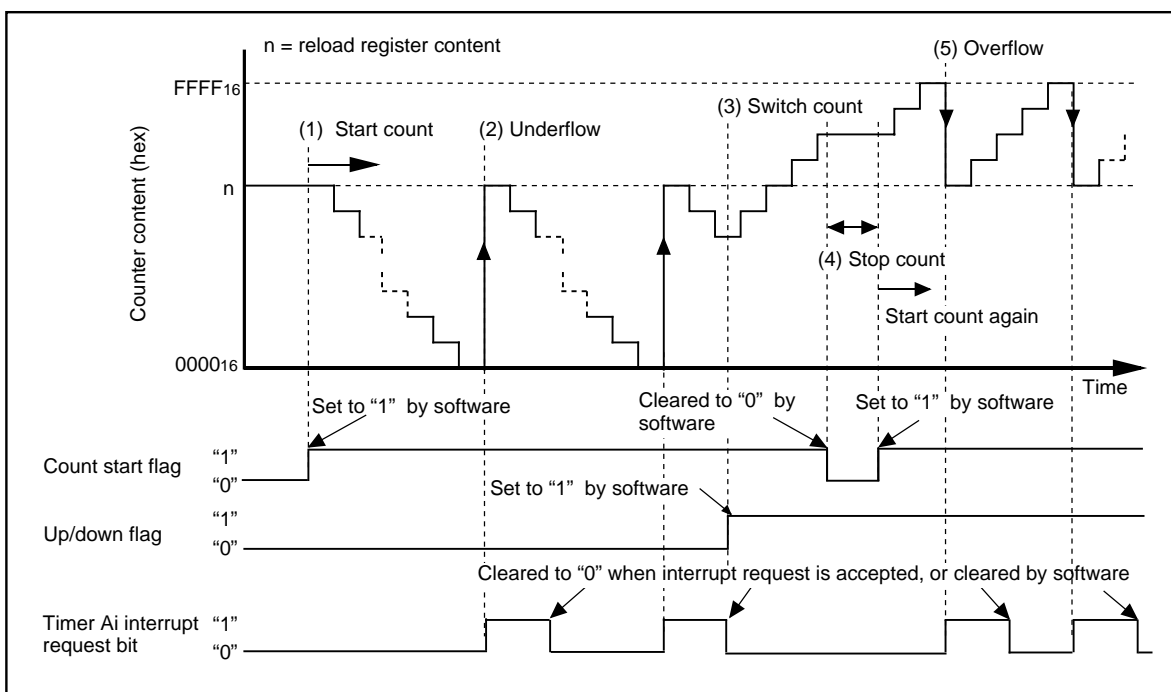 n = reload register content
(5) Overflow
FFFF16
(3) Switch count
(1) Start count
(2) Underflow
Counter content (hex)
n
(4) Stop count
Start count again
000016
Time
Set to “1” by software
Cleared to “0” by
software
Set to “1” by software
Count start flag
“1”
“0”
Set to “1” by software
Up/down flag
“1”
“0”
Cleared to “0” when interrupt request is accepted, or cleared by software
Timer Ai interrupt
request bit
“1”
“0”